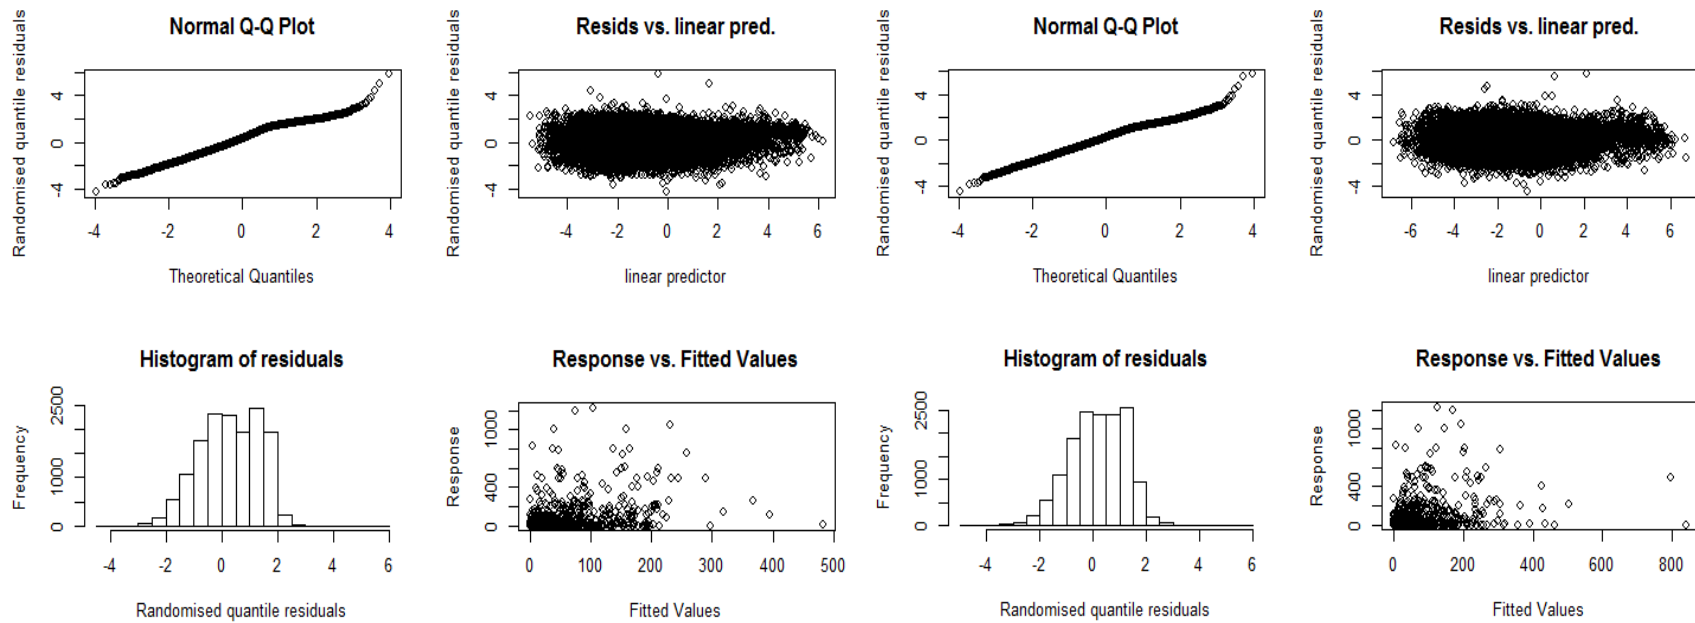 Normal Q-Q Plot
Randomised quantile residuals
4
0
-4
-4 -2 0 2 4
Theoretical Quantiles
Resids vs. linear pred.
Randomised quantile residuals
4
0
-4
-4 -2 0 2 4 6
linear predictor
Normal Q-Q Plot
Randomised quantile residuals
4
0
-4
-4 -2 0 2 4
Theoretical Quantiles
Resids vs. linear pred.
Randomised quantile residuals
4
0
-4
-6 -4 -2 0 2 4 6
linear predictor
Histogram of residuals
Frequency
2500
1000
0
-4 -2 0 2 4 6
Randomised quantile residuals
Response vs. Fitted Values
Response
1000
400
0
0 100 200 300 400 500
Fitted Values
Histogram of residuals
Frequency
2500
1000
0
-4 -2 0 2 4 6
Randomised quantile residuals
Response vs. Fitted Values
Response
1000
400
0
0 200 400 600 800
Fitted Values